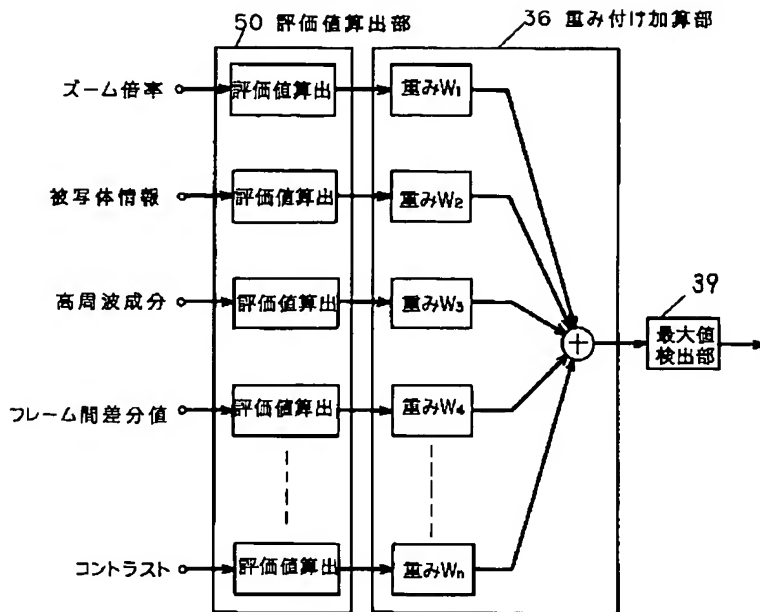 50 評価値算出部
36 重み付け加算部
ズーム倍率
評価値算出
重みW₁
被写体情報
評価値算出
重みW₂
高周波成分
評価値算出
重みW₃
39
最大値
検出部
フレーム間差分値
評価値算出
重みW₄
コントラスト
評価値算出
重みWn